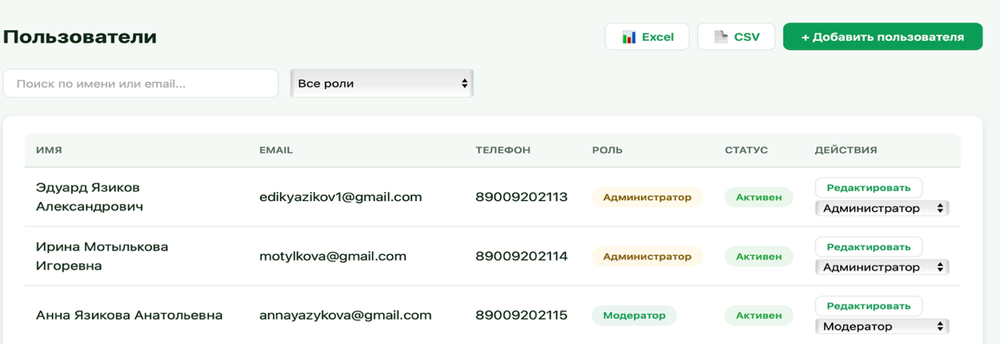 Пользователи
Excel
CSV
+ Добавить пользователя
Поиск по имени или email...
Все роли
ИМЯ EMAIL ТЕЛЕФОН РОЛЬ СТАТУС ДЕЙСТВИЯ
Эдуард Язиков
Александрович
edikyazikov1@gmail.com 89009202113 Администратор Активен
Редактировать
Администратор
Ирина Мотылькова
Игоревна
motylkova@gmail.com 89009202114 Администратор Активен
Редактировать
Администратор
Анна Язикова Анатольевна annayazykova@gmail.com 89009202115 Модератор Активен
Редактировать
Модератор